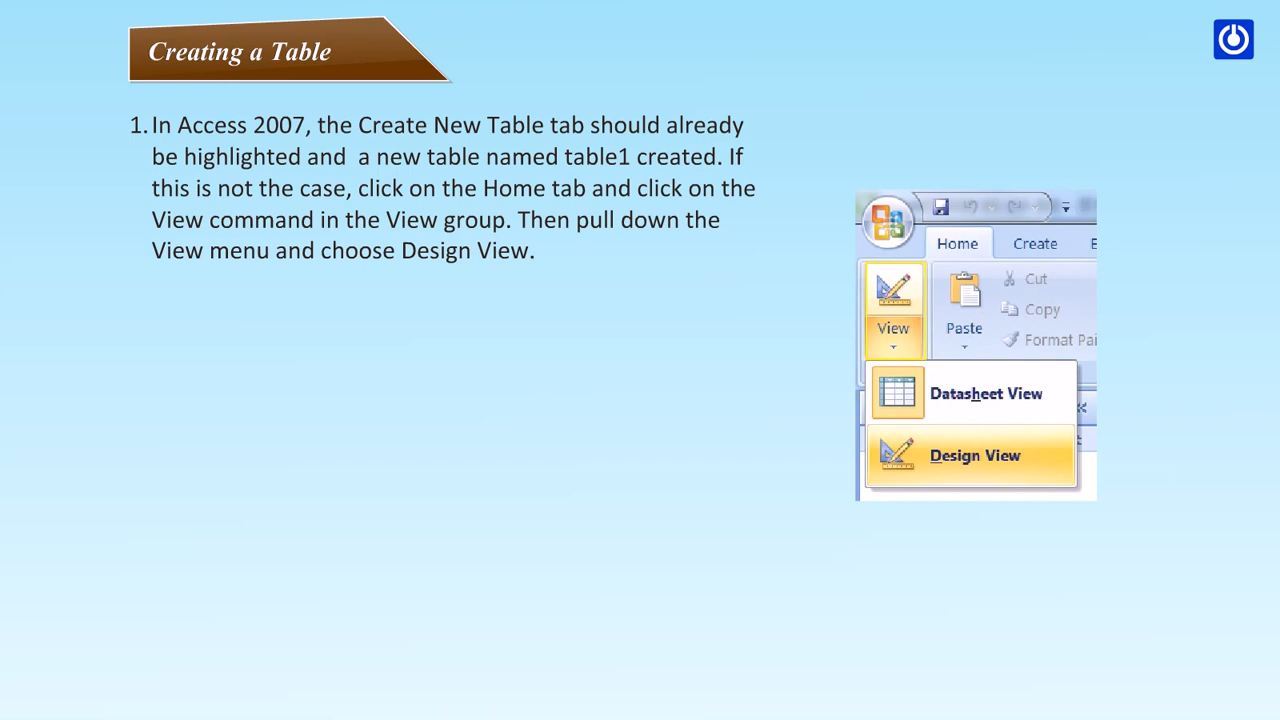 Creating a Table
1. In Access 2007, the Create New Table tab should already
be highlighted and a new table named table1 created. If
this is not the case, click on the Home tab and click on the
View command in the View group. Then pull down the
View menu and choose Design View.
Home Create
Cut
Copy
View Paste
Format Pai
Datasheet View
Design View